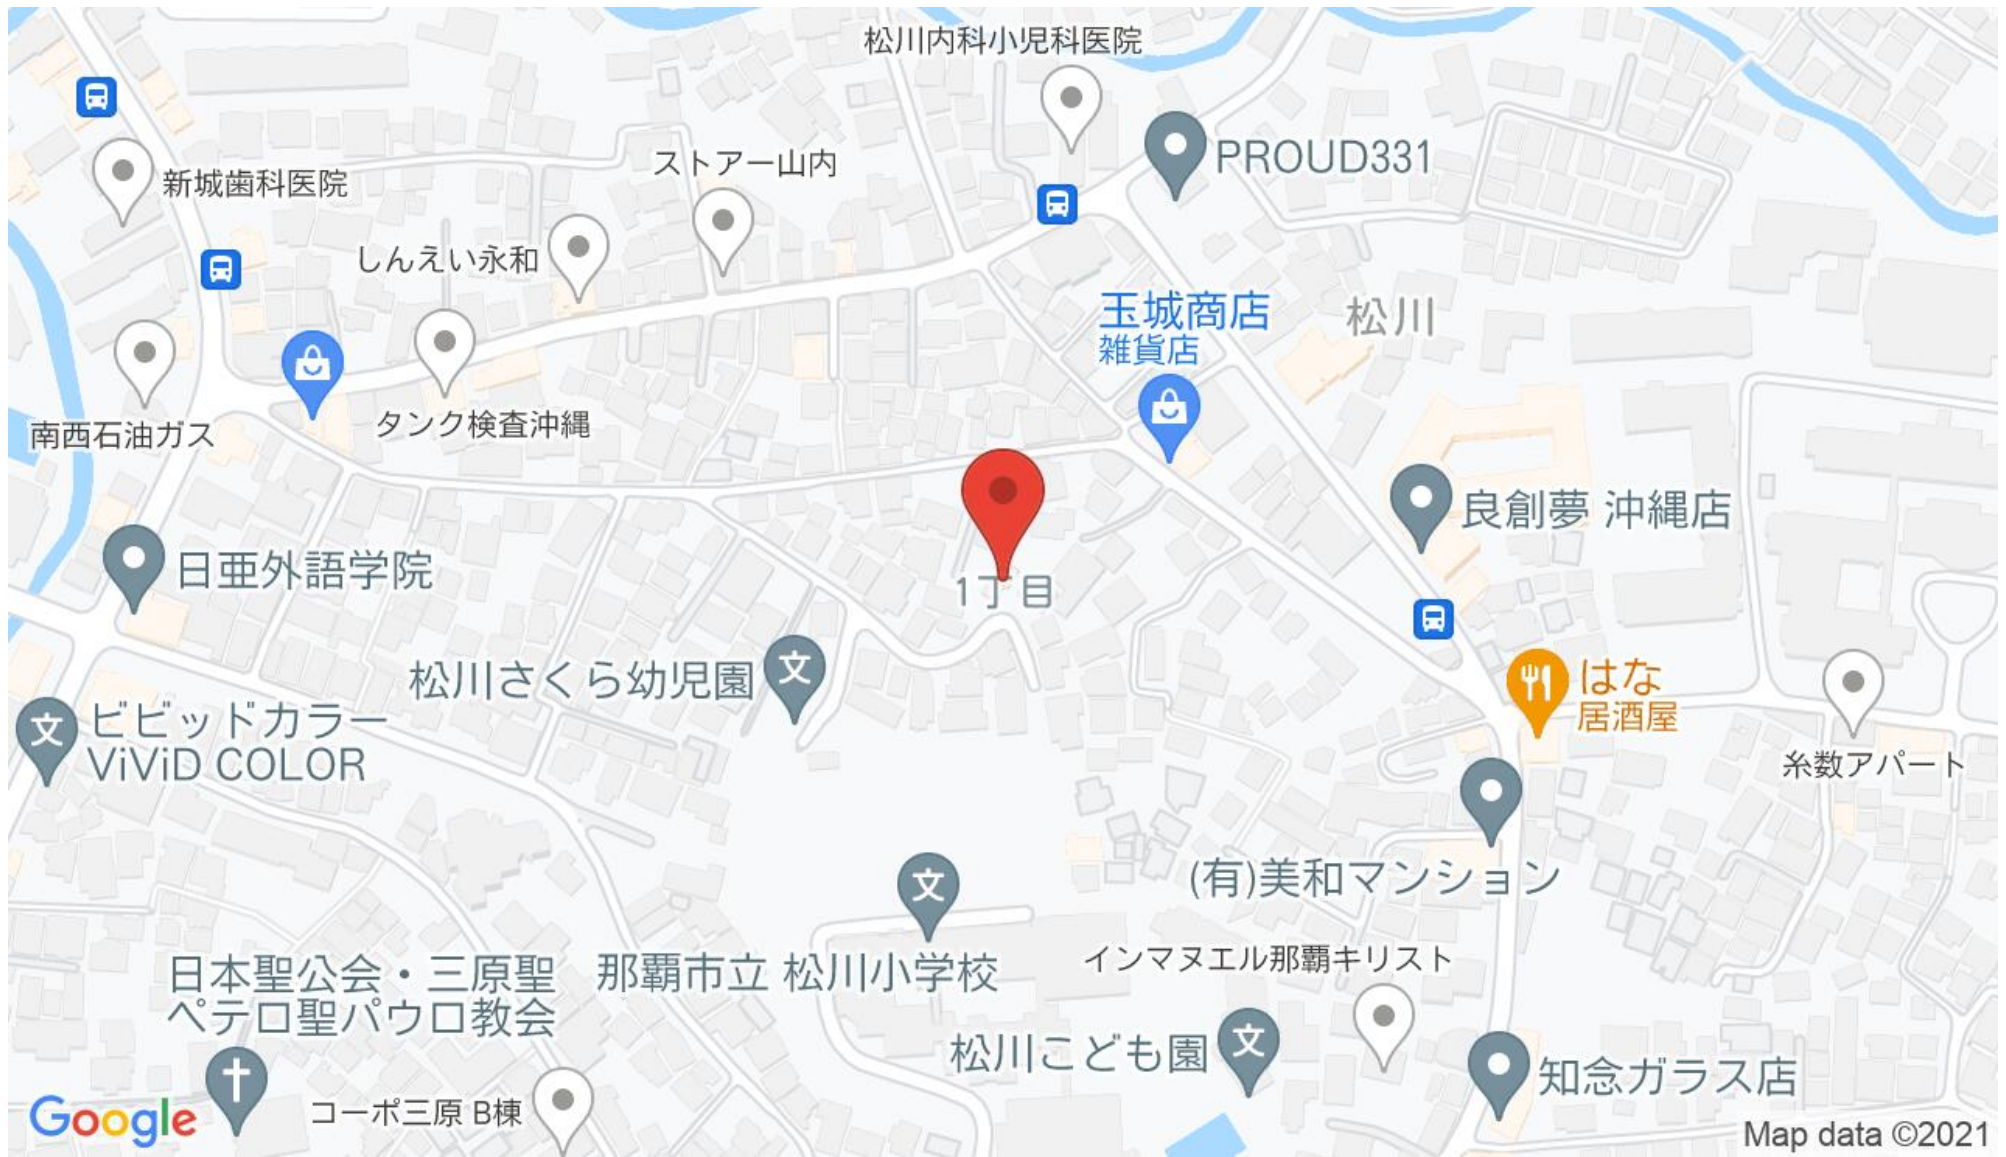 松川内科小児科医院
PROUD331
ストアー山内
新城歯科医院
しんえい永和
玉城商店
雑貨店
松川
南西石油ガス
タンク検査沖縄
良創夢 沖縄店
日亜外語学院
1丁目
松川さくら幼児園
文
はな
居酒屋
文
ビビッドカラー
ViViD COLOR
糸数アパート
(有)美和マンション
文
那覇市立 松川小学校
インマヌエル那覇キリスト
日本聖公会・三原聖
ペテロ聖パウロ教会
松川こども園
文
知念ガラス店
コーポ三原 B棟
Google
Map data ©2021